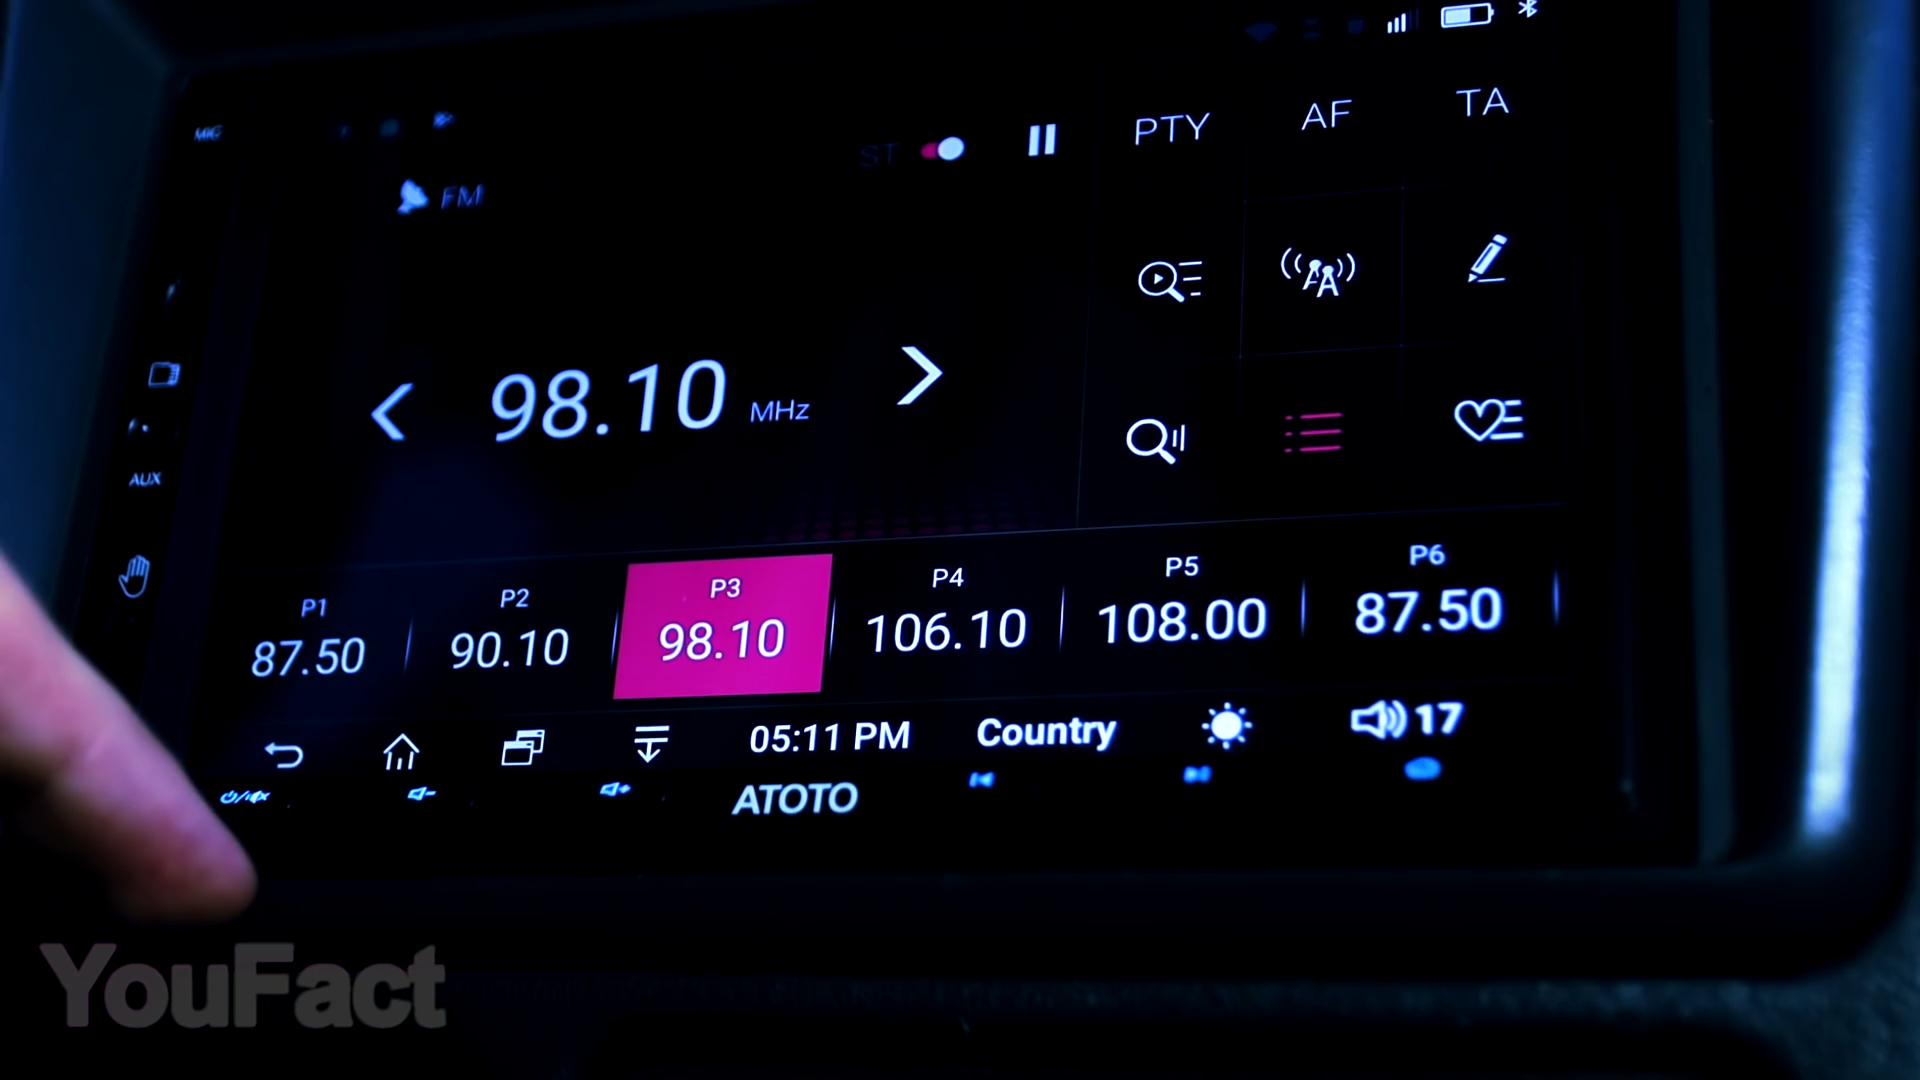 MIC
ST
PTY AF TA
FM
98.10 MHz
AUX
P1 P2 P3 P4 P5 P6
87.50 90.10 98.10 106.10 108.00 87.50
05:11 PM Country 17
ATOTO
YouFact